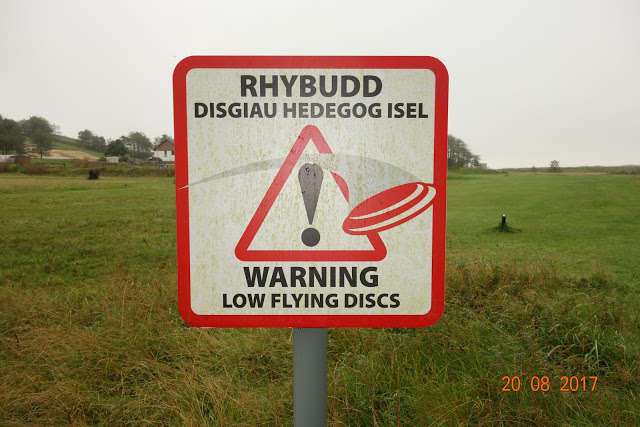 RHYBUDD
DISGIAU HEDEGOG ISEL
WARNING
LOW FLYING DISCS
20 08 2017